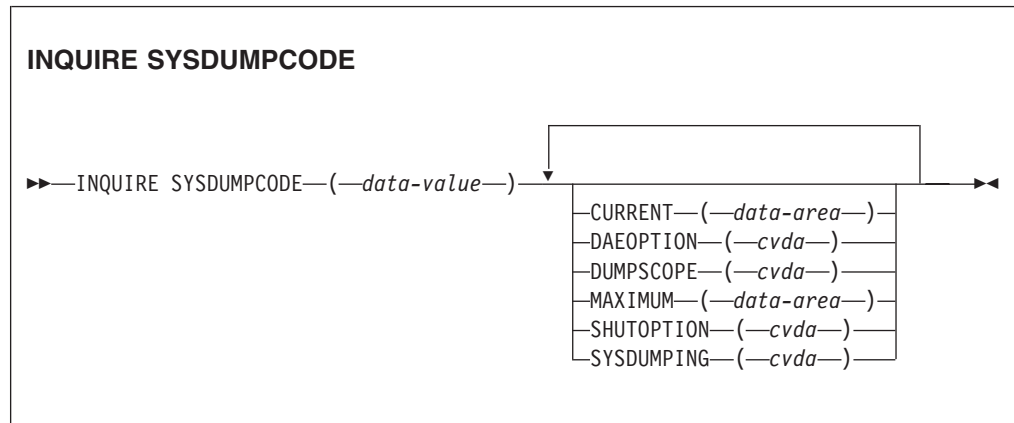 INQUIRE SYSDUMPCODE
INQUIRE SYSDUMPCODE ( data-value )
CURRENT ( data-area )
DAEOPTION ( cvda )
DUMPSCOPE ( cvda )
MAXIMUM ( data-area )
SHUTOPTION ( cvda )
SYSDUMPING ( cvda )